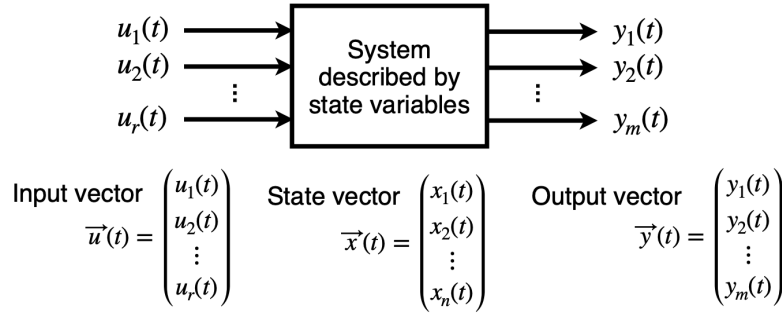 u₁(t) System y₁(t)
u₂(t) described by y₂(t)
⋮ state variables ⋮
uᵣ(t) yₘ(t)
Input vector u⃗(t) = (u₁(t) u₂(t) ⋮ uᵣ(t))
State vector x⃗(t) = (x₁(t) x₂(t) ⋮ xₙ(t))
Output vector y⃗(t) = (y₁(t) y₂(t) ⋮ yₘ(t))